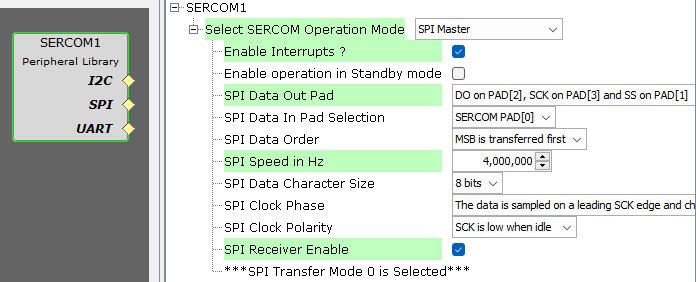 SERCOM1
Peripheral Library
I2C
SPI
UART
SERCOM1
Select SERCOM Operation Mode SPI Master
Enable Interrupts ?
Enable operation in Standby mode
SPI Data Out Pad DO on PAD[2], SCK on PAD[3] and SS on PAD[1]
SPI Data In Pad Selection SERCOM PAD[0]
SPI Data Order MSB is transferred first
SPI Speed in Hz 4,000,000
SPI Data Character Size 8 bits
SPI Clock Phase The data is sampled on a leading SCK edge and ch
SPI Clock Polarity SCK is low when idle
SPI Receiver Enable
***SPI Transfer Mode 0 is Selected***